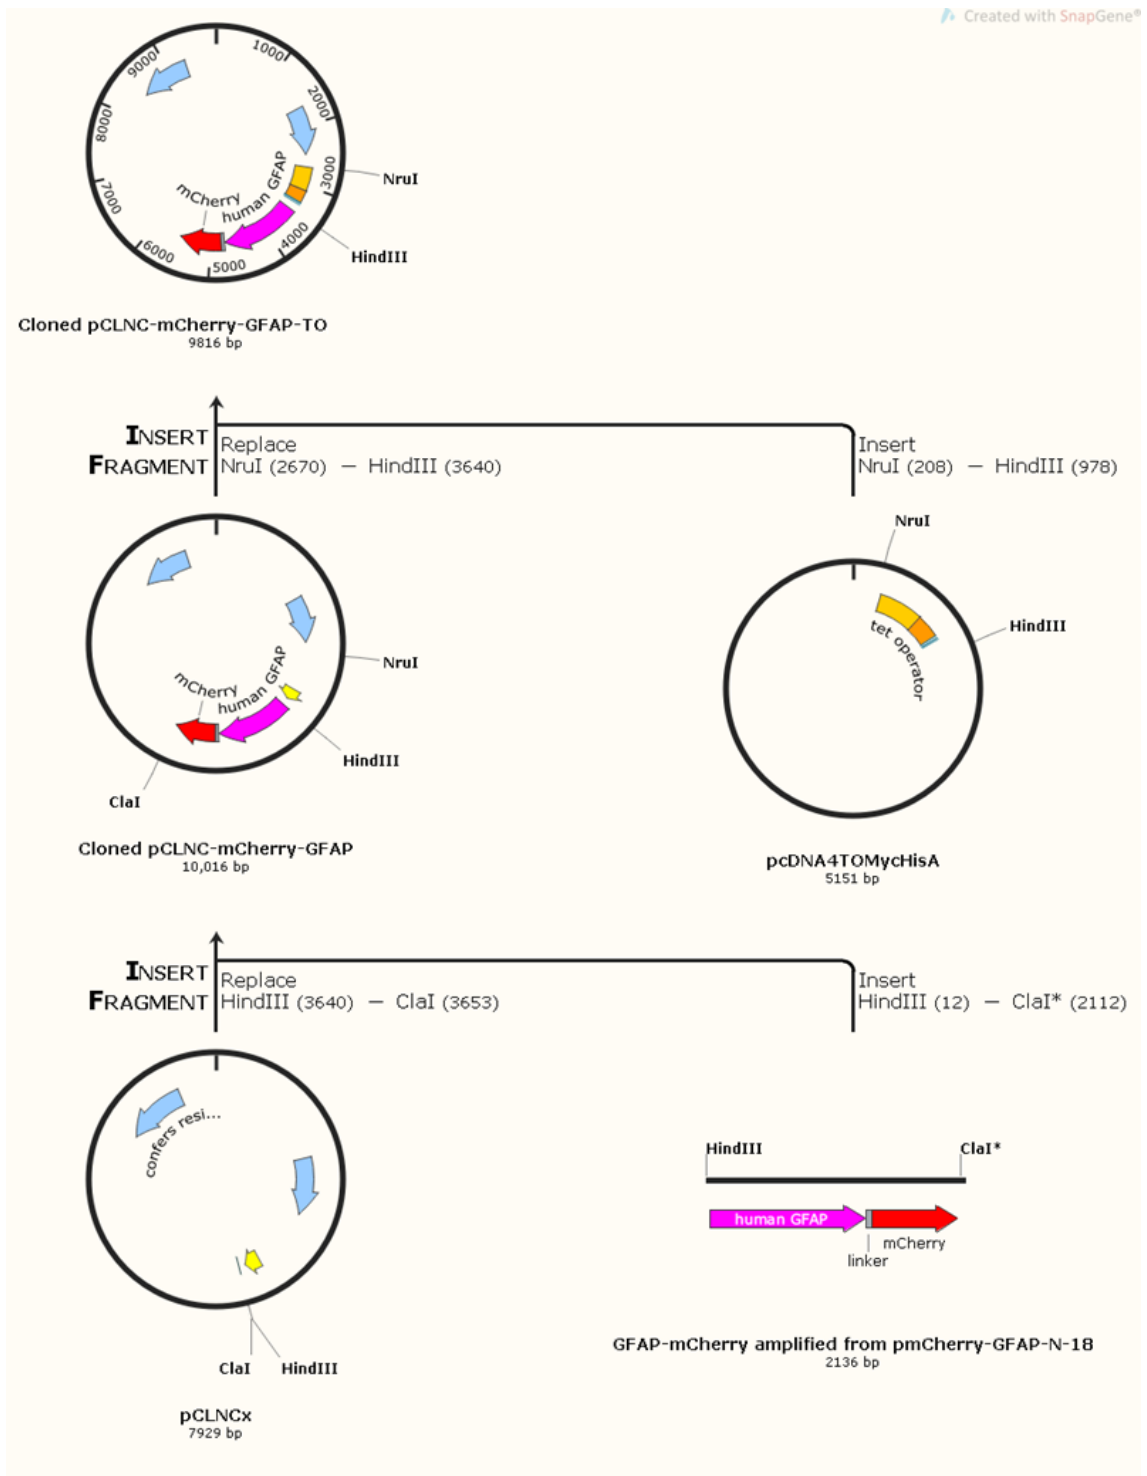 Created with SnapGene®
9000
1000
2000
8000
3000
7000
4000
6000
5000
mCherry
human GFAP
NruI
HindIII
Cloned pCLNC-mCherry-GFAP-TO
9816 bp
INSERT
FRAGMENT
Replace
NruI (2670) – HindIII (3640)
Insert
NruI (208) – HindIII (978)
NruI
HindIII
tet operator
NruI
mCherry
human GFAP
HindIII
ClaI
Cloned pCLNC-mCherry-GFAP
10,016 bp
pcDNA4TOMycHisA
5151 bp
INSERT
FRAGMENT
Replace
HindIII (3640) – ClaI (3653)
Insert
HindIII (12) – ClaI* (2112)
confers resi...
HindIII
ClaI*
human GFAP
mCherry
linker
ClaI
HindIII
GFAP-mCherry amplified from pmCherry-GFAP-N-18
2136 bp
pCLNCx
7929 bp